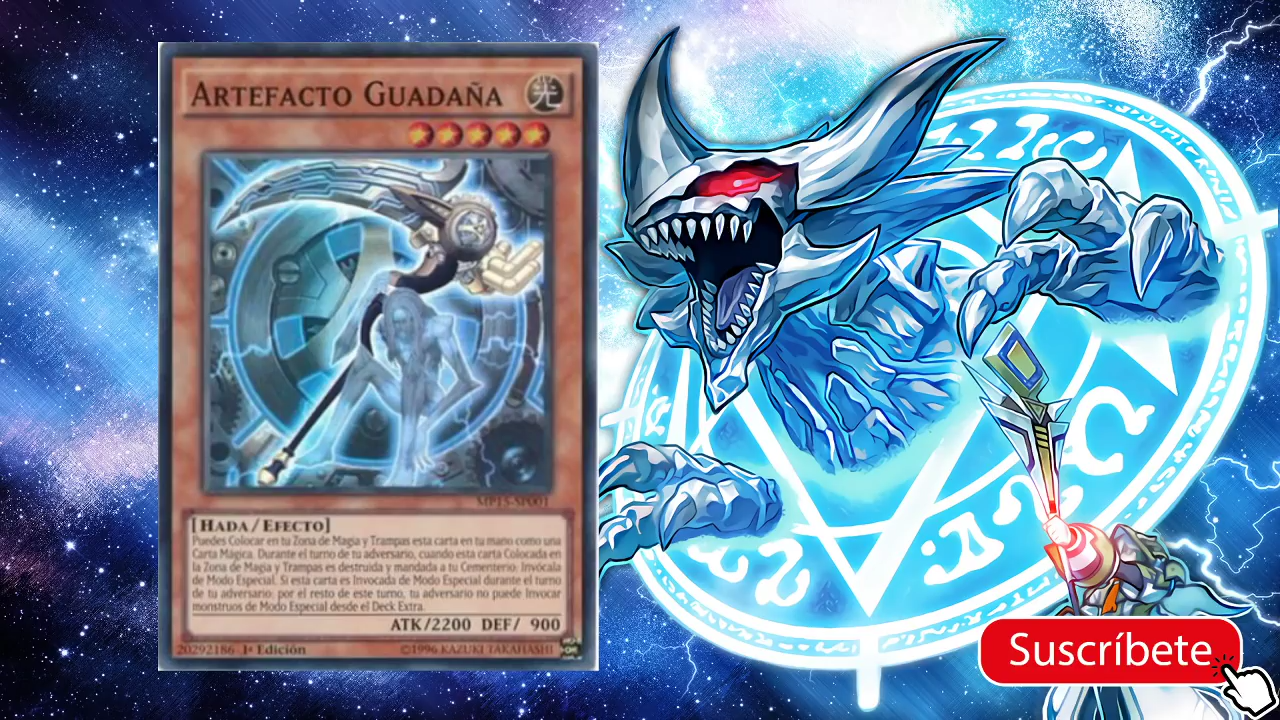 ARTEFACTO GUADAÑA
光
MP15-SP001
[HADA/EFECTO]
Puedes Colocar en tu Zona de Magia y Trampas esta carta en tu mano como una
Carta Mágica. Durante el turno de tu adversario, cuando esta carta Colocada en
la Zona de Magia y Trampas es destruida y mandada a tu Cementerio: Invócala
de Modo Especial. Si esta carta es Invocada de Modo Especial durante el turno
de tu adversario: por el resto de este turno, tu adversario no puede Invocar
monstruos de Modo Especial desde el Deck Extra.
ATK/2200 DEF/ 900
20292186 1ª Edición
©1996 KAZUKI TAKAHASHI
Suscríbete